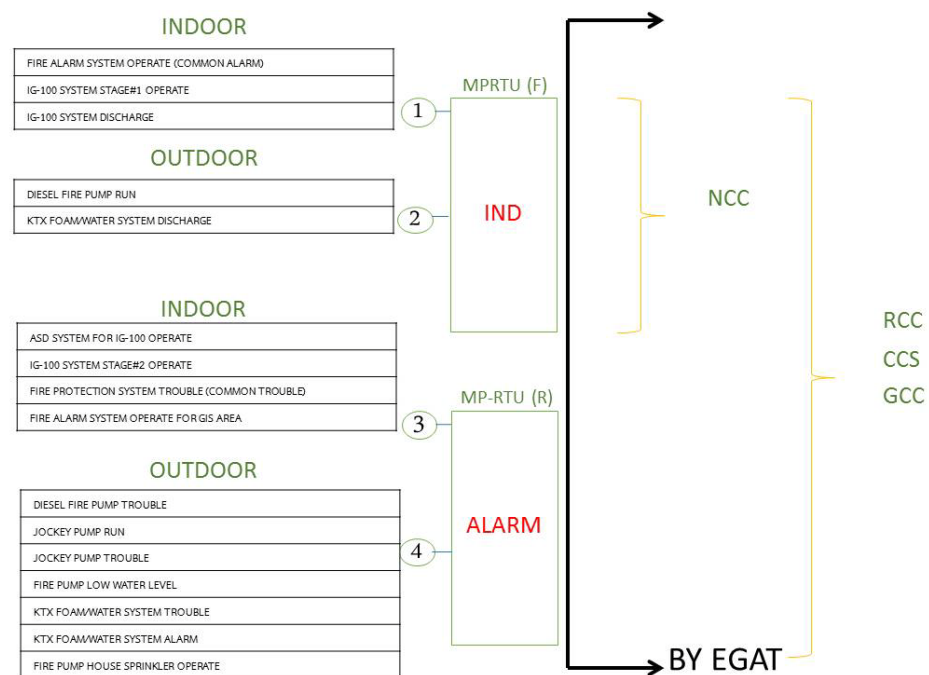 INDOOR
FIRE ALARM SYSTEM OPERATE (COMMON ALARM)
IG-100 SYSTEM STAGE#1 OPERATE
IG-100 SYSTEM DISCHARGE
1
MPRTU (F)
OUTDOOR
DIESEL FIRE PUMP RUN
KTX FOAM/WATER SYSTEM DISCHARGE
2
IND
NCC
INDOOR
ASD SYSTEM FOR IG-100 OPERATE
IG-100 SYSTEM STAGE#2 OPERATE
FIRE PROTECTION SYSTEM TROUBLE (COMMON TROUBLE)
FIRE ALARM SYSTEM OPERATE FOR GIS AREA
3
MP-RTU (R)
RCC
CCS
GCC
OUTDOOR
DIESEL FIRE PUMP TROUBLE
JOCKEY PUMP RUN
JOCKEY PUMP TROUBLE
FIRE PUMP LOW WATER LEVEL
KTX FOAM/WATER SYSTEM TROUBLE
KTX FOAM/WATER SYSTEM ALARM
FIRE PUMP HOUSE SPRINKLER OPERATE
4
ALARM
BY EGAT